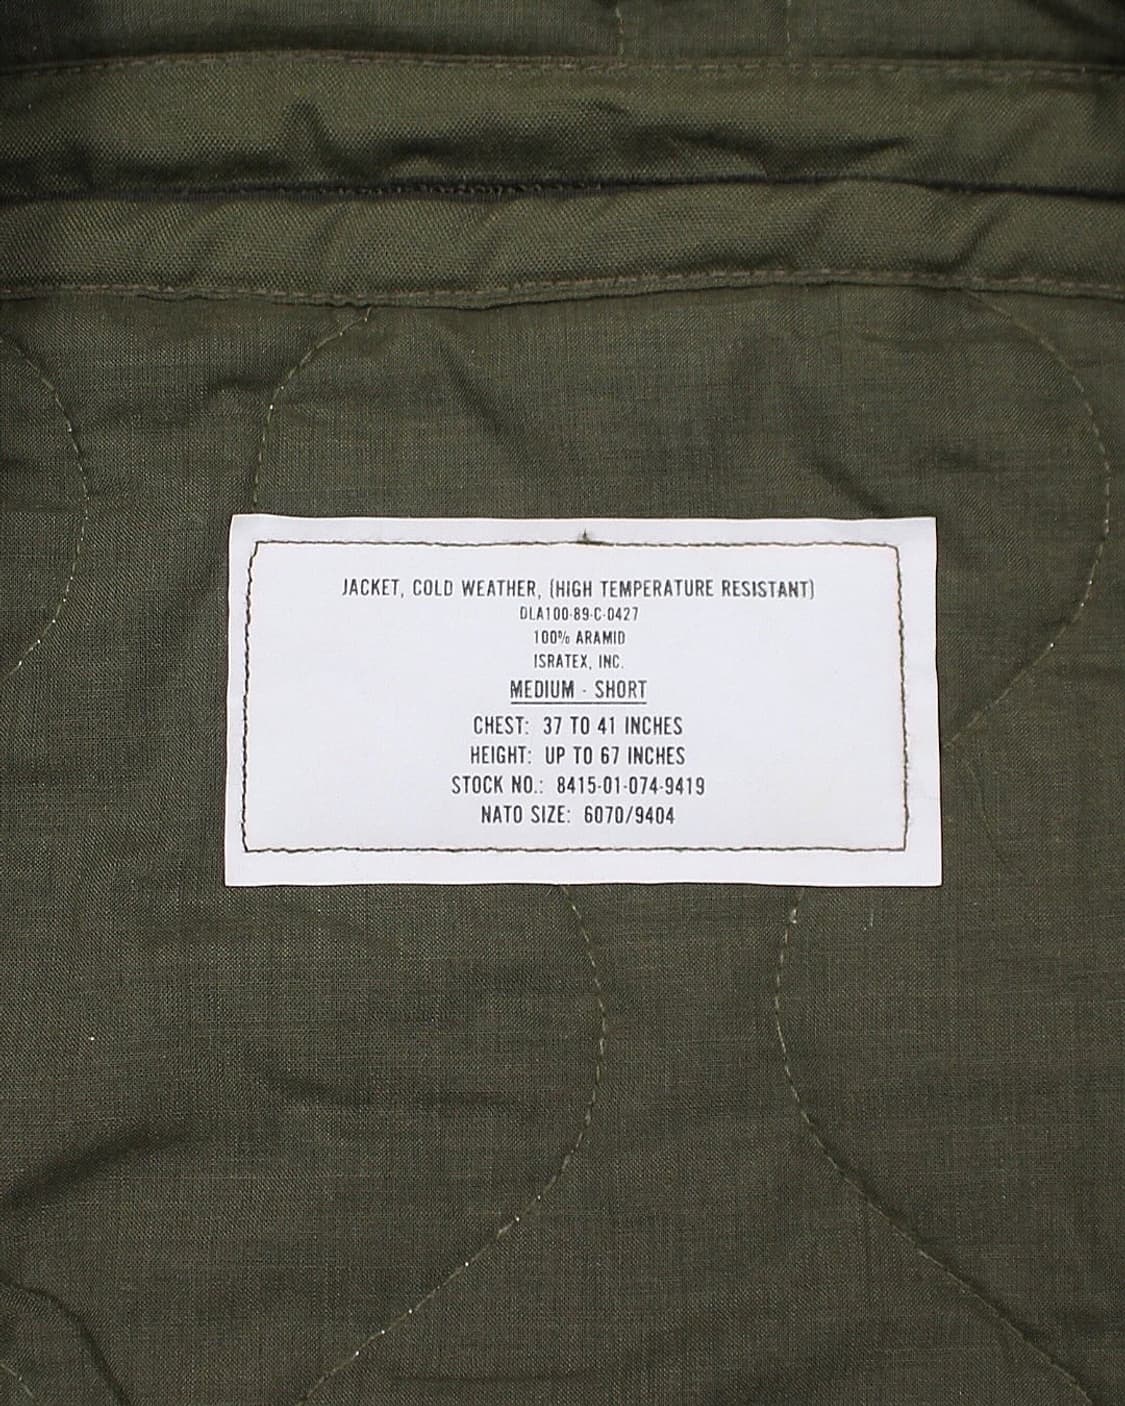 JACKET, COLD WEATHER, (HIGH TEMPERATURE RESISTANT)
DLA100-89-C-0427
100% ARAMID
ISRATEX, INC.
MEDIUM - SHORT
CHEST: 37 TO 41 INCHES
HEIGHT: UP TO 67 INCHES
STOCK NO.: 8415-01-074-9419
NATO SIZE: 6070/9404